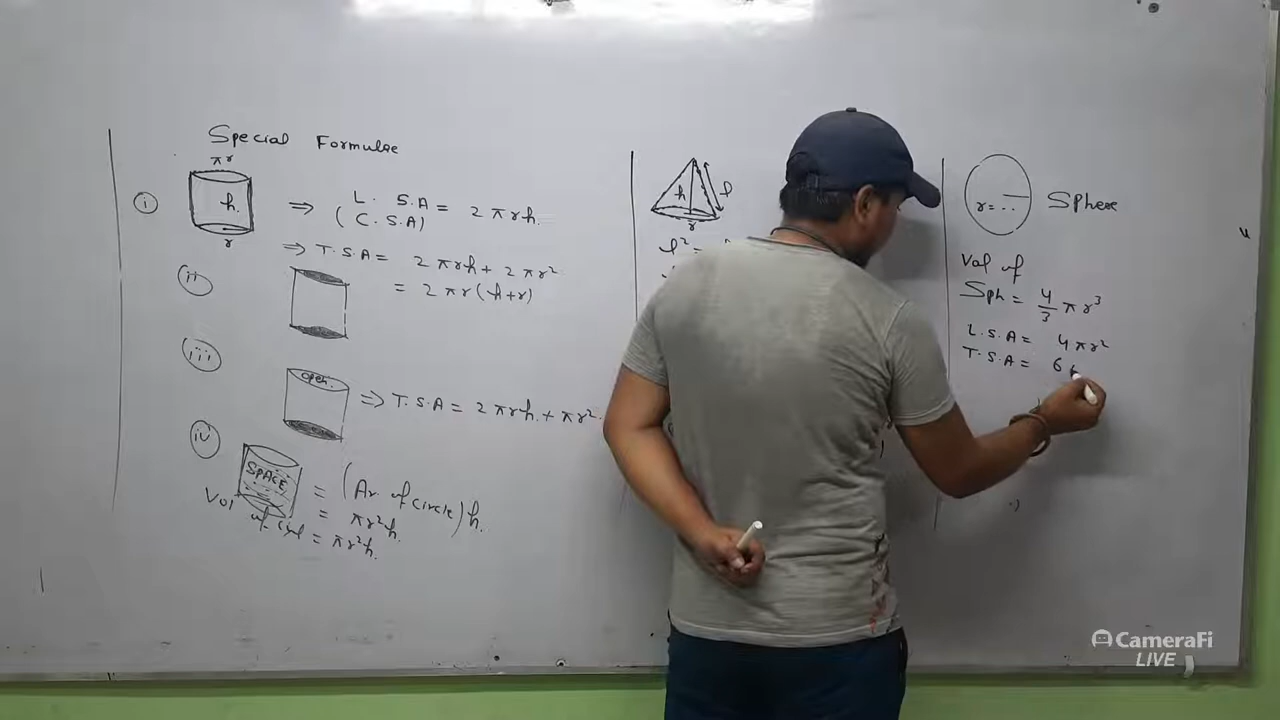 Special Formulae
πr
i
h.
r
⇒ L. S.A = 2πrh.
(C.S.A)
⇒ T.S.A = 2πrh + 2πr²
= 2πr(h+r)
ii
iii
open.
⇒ T.S.A = 2πrh + πr².
iv
SPACE
= (Ar of circle) h.
= πr²h.
Vol of = πr²h.
h
l
r
l² =
r = ...
Sphere
Vol of
Sph = 4/3 πr³
L.S.A = 4πr²
T.S.A = 6
CameraFi
LIVE